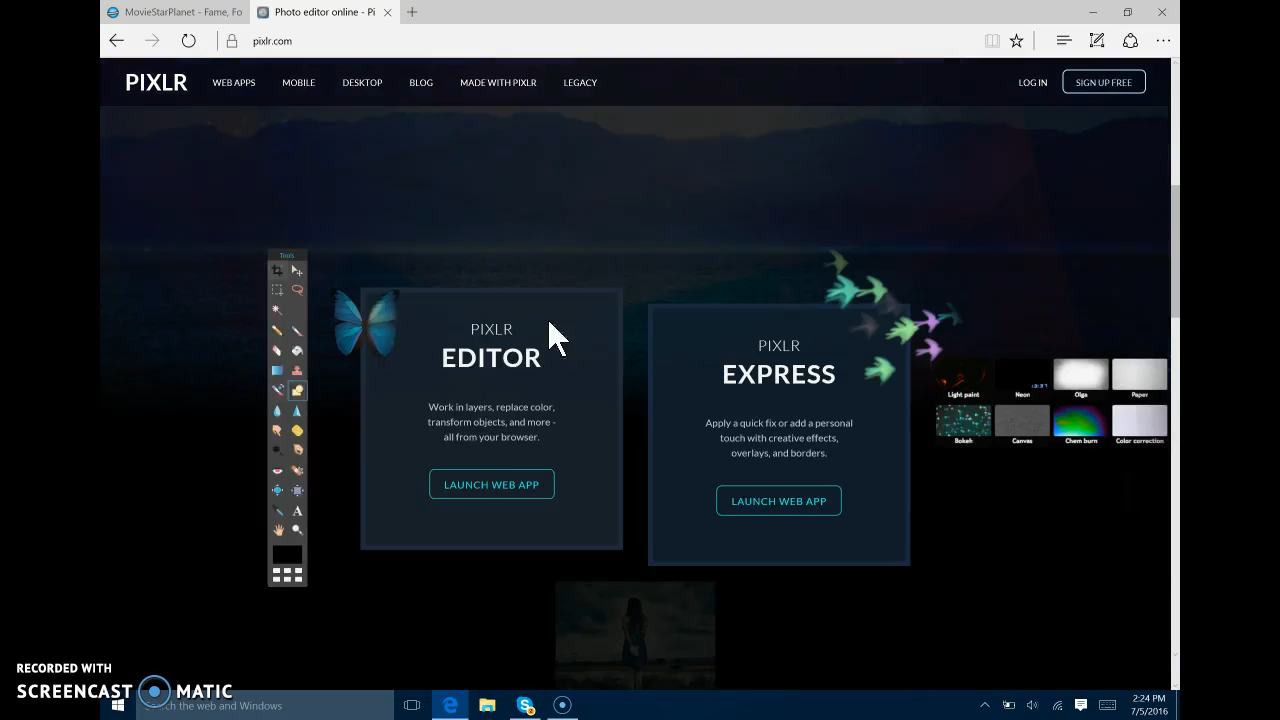 MovieStarPlanet - Fame, Fo
Photo editor online - Pi
pixlr.com
PIXLR WEB APPS MOBILE DESKTOP BLOG MADE WITH PIXLR LEGACY LOG IN SIGN UP FREE
Tools
PIXLR
EDITOR
Work in layers, replace color,
transform objects, and more -
all from your browser.
LAUNCH WEB APP
PIXLR
EXPRESS
Apply a quick fix or add a personal
touch with creative effects,
overlays, and borders.
LAUNCH WEB APP
13:37
Light paint Neon Olga Paper
Bokeh Canvas Chem burn Color correction
RECORDED WITH
SCREENCAST MATIC
Search the web and Windows
2:24 PM
7/5/2016